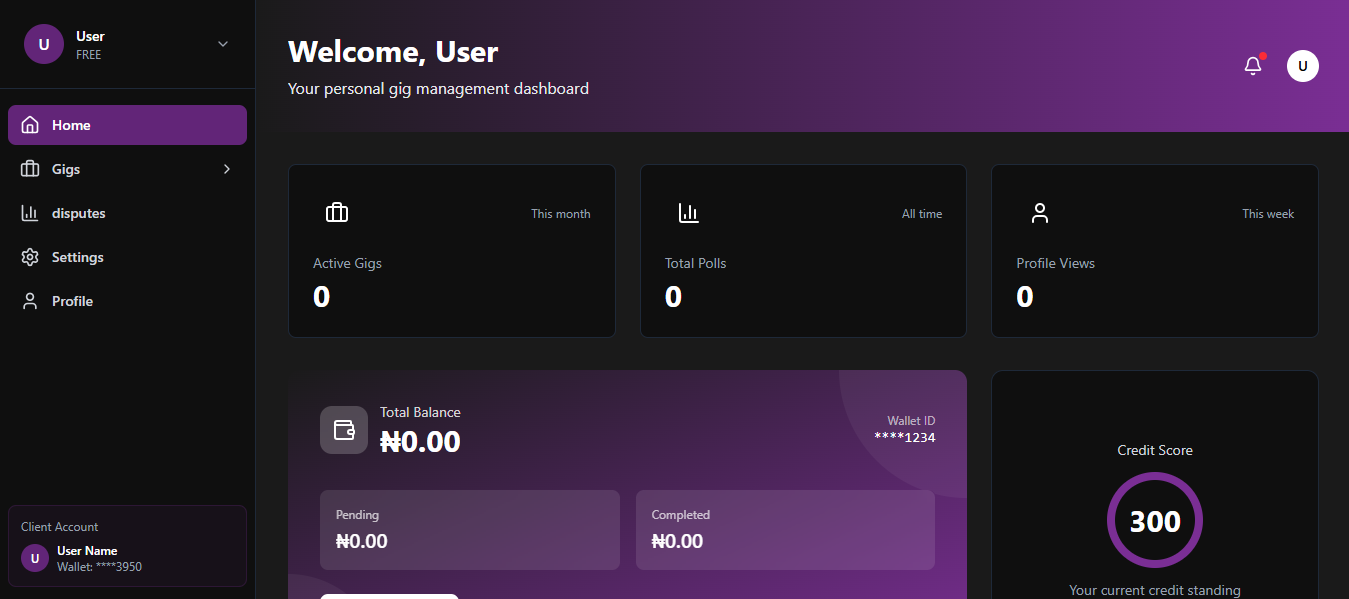 U
User
FREE
Home
Gigs
disputes
Settings
Profile
Client Account
U
User Name
Wallet: ****3950
Welcome, User
Your personal gig management dashboard
U
This month
Active Gigs
0
All time
Total Polls
0
This week
Profile Views
0
Total Balance
₦0.00
Wallet ID
****1234
Pending
₦0.00
Completed
₦0.00
Credit Score
300
Your current credit standing